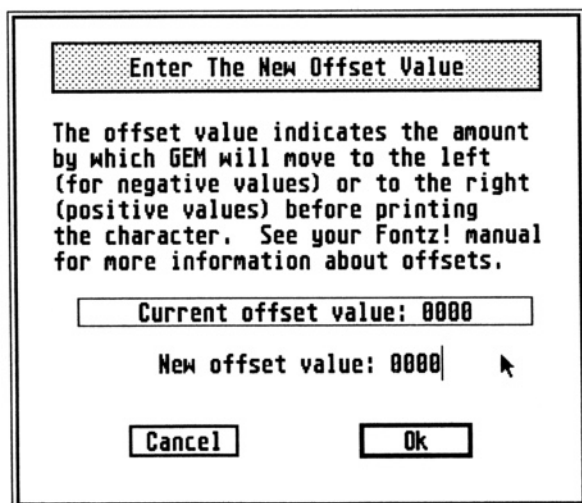 Enter The New Offset Value
The offset value indicates the amount
by which GEM will move to the left
(for negative values) or to the right
(positive values) before printing
the character.  See your Fontz! manual
for more information about offsets.
Current offset value: 0000
New offset value: 0000
Cancel
Ok